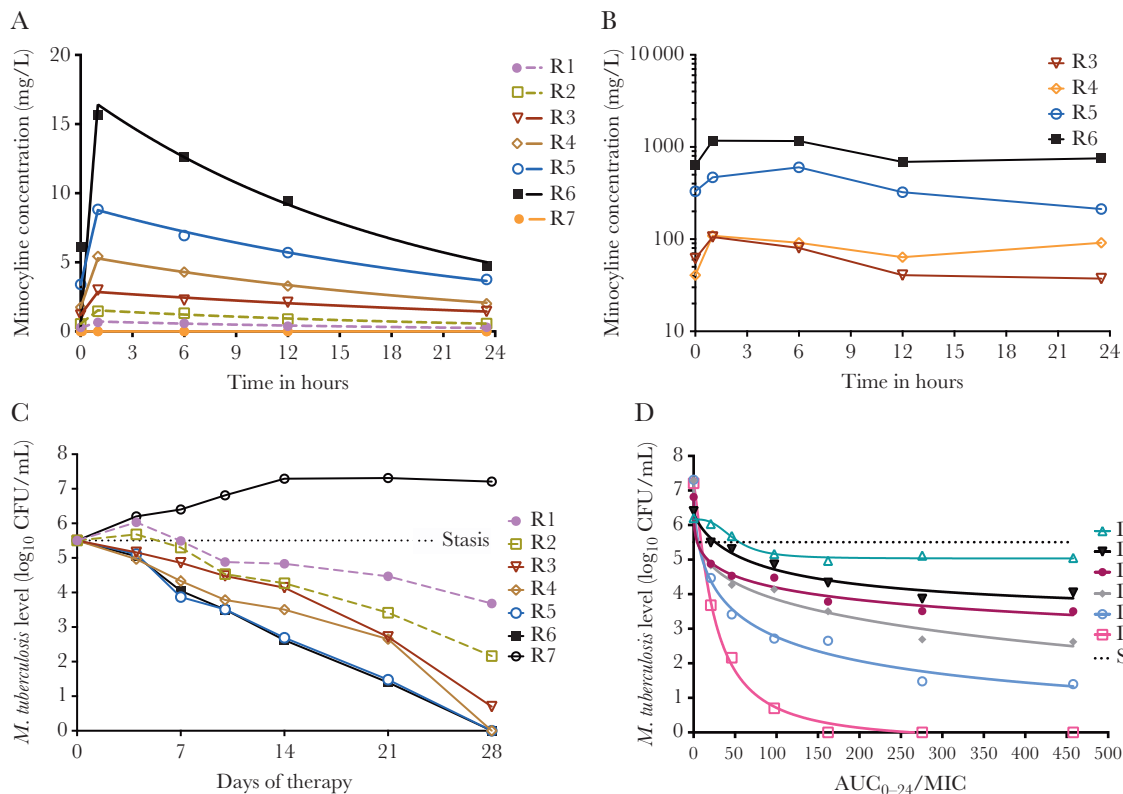 A
Minocyline concentration (mg/L)
20
15
10
5
0
0 3 6 9 12 15 18 21 24
Time in hours
R1
R2
R3
R4
R5
R6
R7
B
Minocyline concentration (mg/L)
10 000
1000
100
10
0 3 6 9 12 15 18 21 24
Time in hours
R3
R4
R5
R6
C
M. tuberculosis level (log10 CFU/mL)
8
7
6
5
4
3
2
1
0
0 7 14 21 28
Days of therapy
Stasis
R1
R2
R3
R4
R5
R6
R7
D
M. tuberculosis level (log10 CFU/mL)
8
7
6
5
4
3
2
1
0
0 50 100 150 200 250 300 350 400 450 500
AUC0–24/MIC